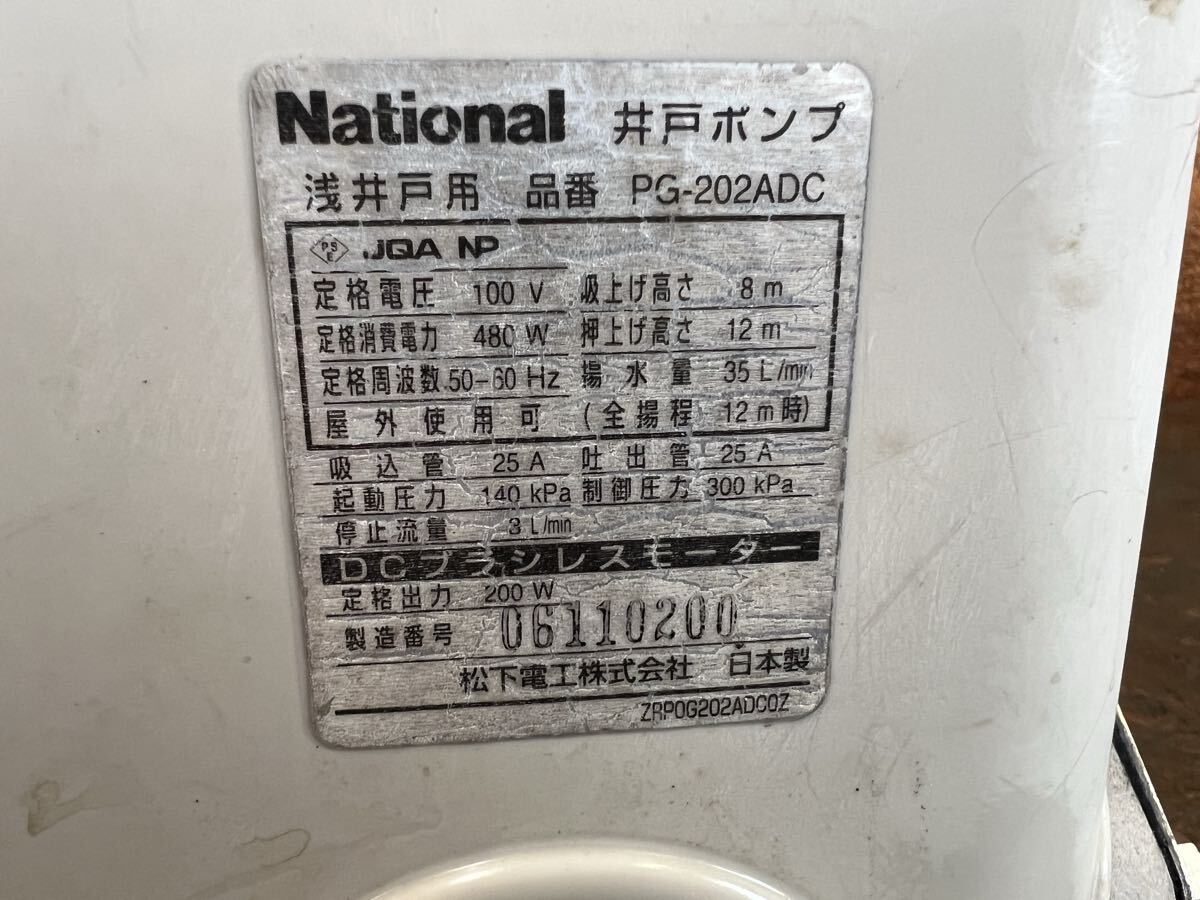 National 井戸ポンプ
浅井戸用 品番 PG-202ADC
PSE JQA NP
定格電圧 100 V 吸上げ高さ 8 m
定格消費電力 480 W 押上げ高さ 12 m
定格周波数 50-60 Hz 揚水量 35 L/min
屋外使用可 (全揚程 12 m時)
吸込管 25 A 吐出管 25 A
起動圧力 140 kPa 制御圧力 300 kPa
停止流量 3 L/min
DCブラシレスモーター
定格出力 200 W
製造番号 06110200
松下電工株式会社 日本製
ZRP0G202ADC0Z